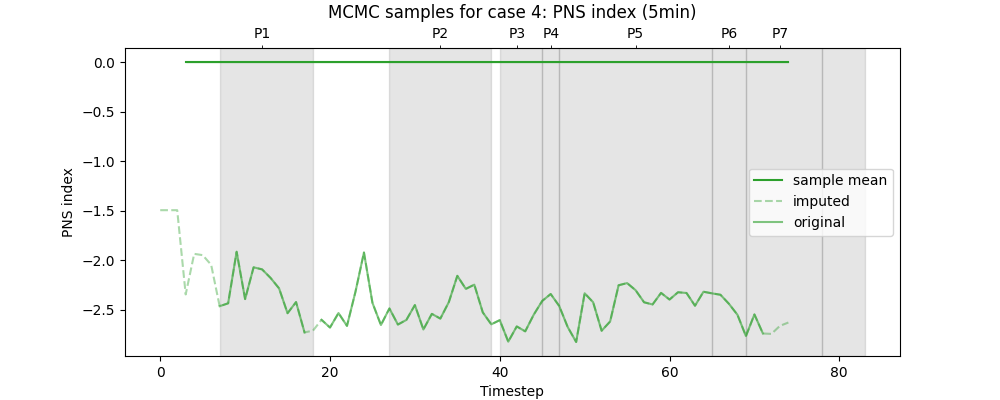 MCMC samples for case 4: PNS index (5min)
P1 P2 P3 P4 P5 P6 P7
0.0
−0.5
−1.0
−1.5
−2.0
−2.5
PNS index
sample mean
imputed
original
0 20 40 60 80
Timestep